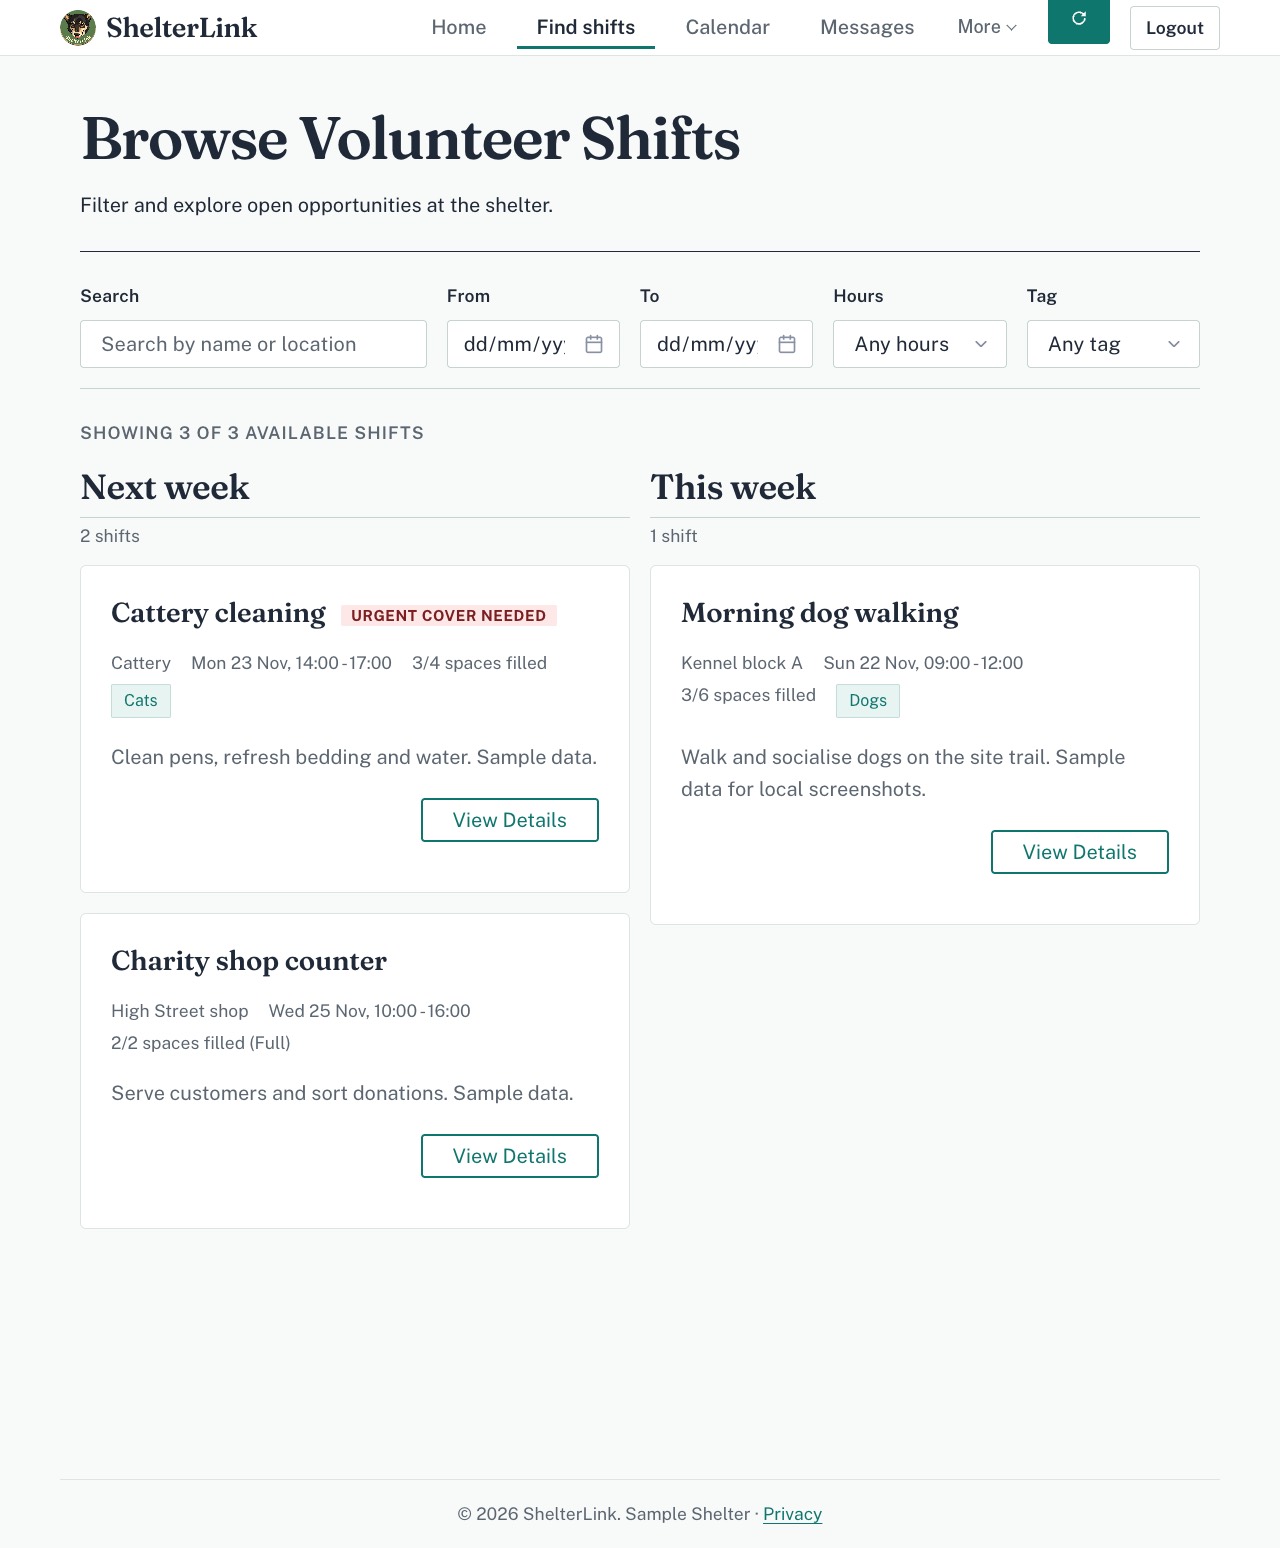 ShelterLink
Home
Find shifts
Calendar
Messages
More
Logout
Browse Volunteer Shifts
Filter and explore open opportunities at the shelter.
Search
From
To
Hours
Tag
Search by name or location
dd/mm/yy
dd/mm/yy
Any hours
Any tag
SHOWING 3 OF 3 AVAILABLE SHIFTS
Next week
2 shifts
Cattery cleaning URGENT COVER NEEDED
Cattery Mon 23 Nov, 14:00-17:00 3/4 spaces filled
Cats
Clean pens, refresh bedding and water. Sample data.
View Details
Charity shop counter
High Street shop Wed 25 Nov, 10:00-16:00
2/2 spaces filled (Full)
Serve customers and sort donations. Sample data.
View Details
This week
1 shift
Morning dog walking
Kennel block A Sun 22 Nov, 09:00-12:00
3/6 spaces filled Dogs
Walk and socialise dogs on the site trail. Sample
data for local screenshots.
View Details
© 2026 ShelterLink. Sample Shelter · Privacy